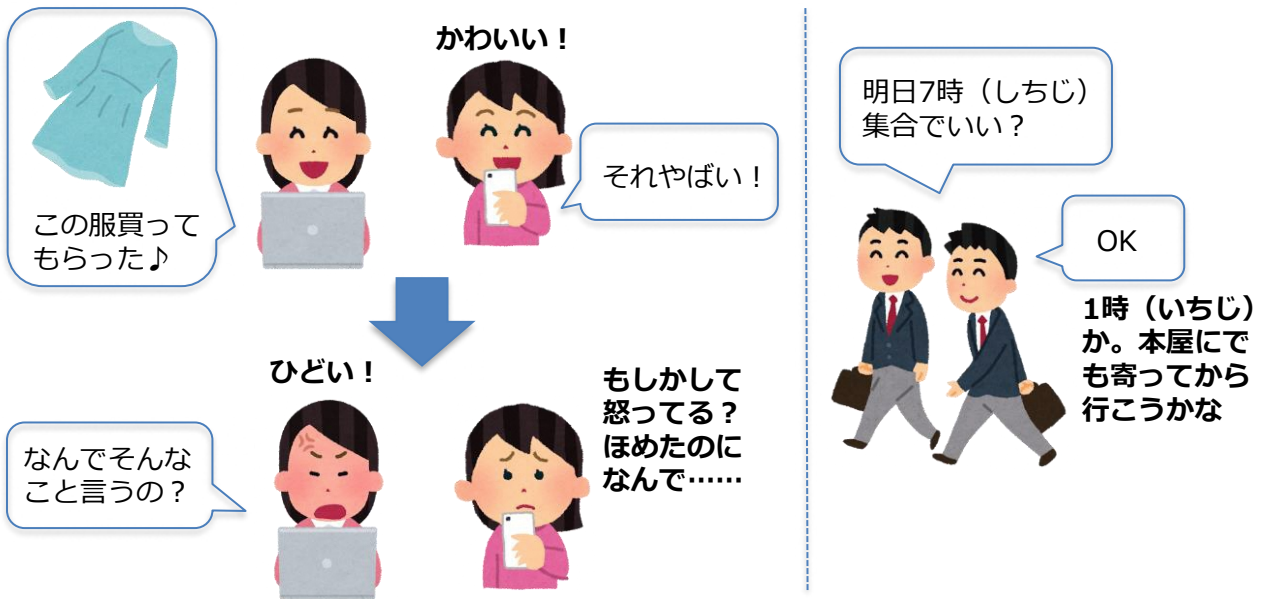 この服買って
もらった♪
かわいい！
それやばい！
ひどい！
なんでそんな
こと言うの？
もしかして
怒ってる？
ほめたのに
なんで……
明日7時（しちじ）
集合でいい？
OK
1時（いちじ）
か。本屋にで
も寄ってから
行こうかな